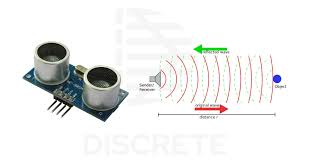 reflected wave
Sender/
Receiver
Object
original wave
distance r
DISCRETE